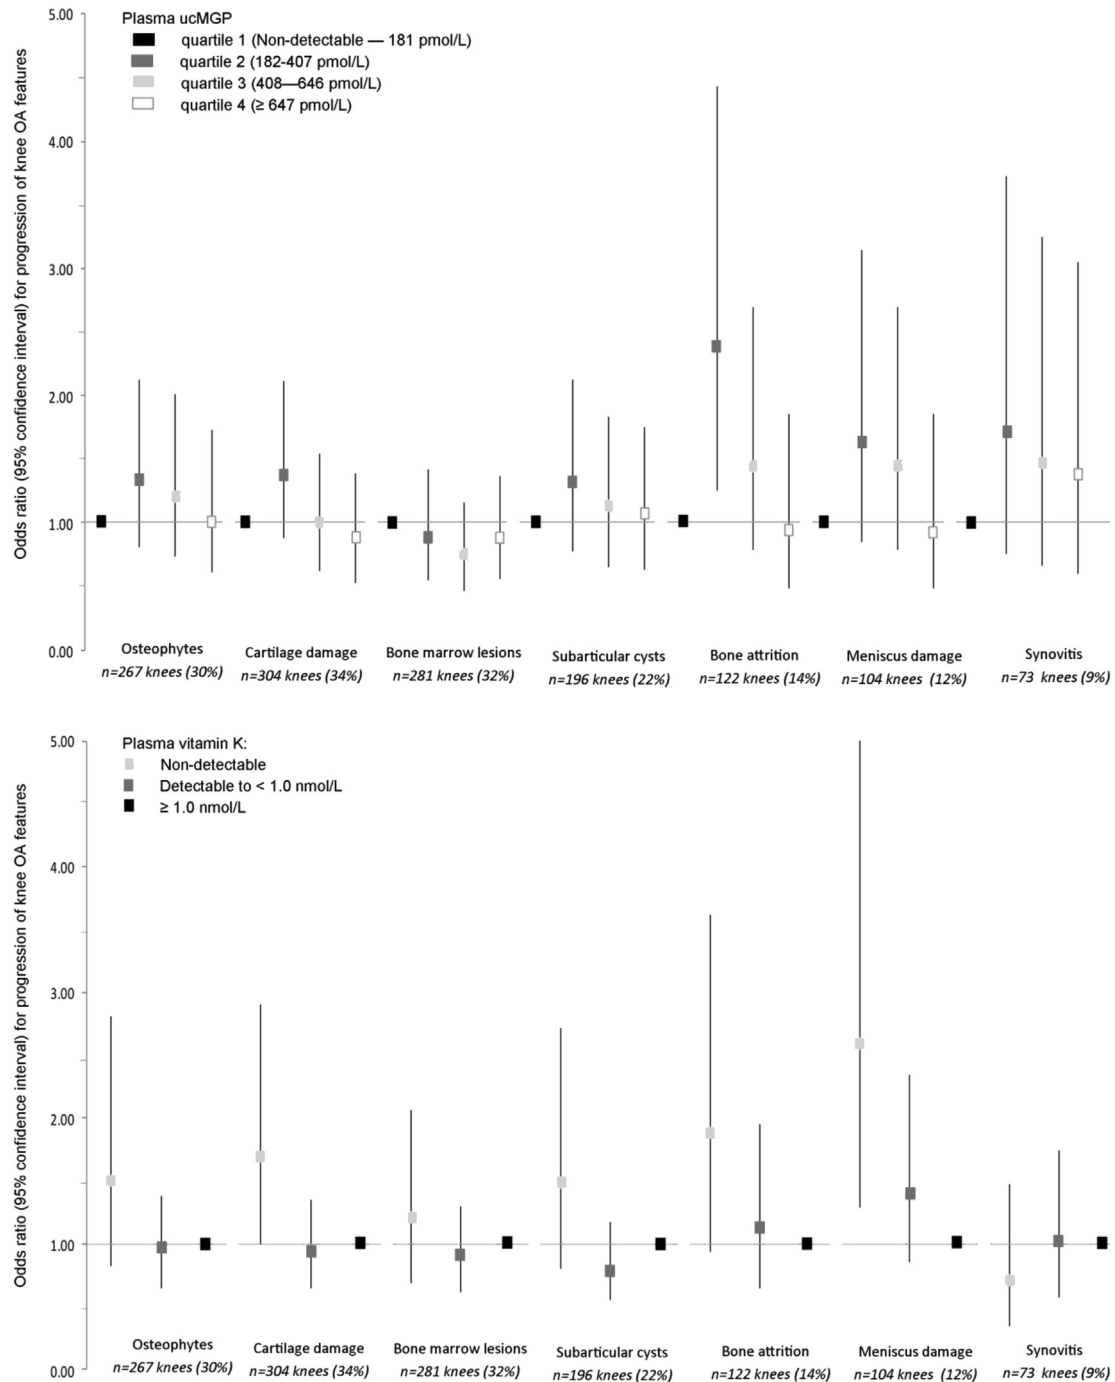 Plasma ucMGP
quartile 1 (Non-detectable — 181 pmol/L)
quartile 2 (182-407 pmol/L)
quartile 3 (408—646 pmol/L)
quartile 4 (≥ 647 pmol/L)
Odds ratio (95% confidence interval) for progression of knee OA features
5.00
4.00
3.00
2.00
1.00
0.00
Osteophytes
n=267 knees (30%)
Cartilage damage
n=304 knees (34%)
Bone marrow lesions
n=281 knees (32%)
Subarticular cysts
n=196 knees (22%)
Bone attrition
n=122 knees (14%)
Meniscus damage
n=104 knees (12%)
Synovitis
n=73 knees (9%)
Plasma vitamin K:
Non-detectable
Detectable to < 1.0 nmol/L
≥ 1.0 nmol/L
Odds ratio (95% confidence interval) for progression of knee OA features
5.00
4.00
3.00
2.00
1.00
0.00
Osteophytes
n=267 knees (30%)
Cartilage damage
n=304 knees (34%)
Bone marrow lesions
n=281 knees (32%)
Subarticular cysts
n=196 knees (22%)
Bone attrition
n=122 knees (14%)
Meniscus damage
n=104 knees (12%)
Synovitis
n=73 knees (9%)